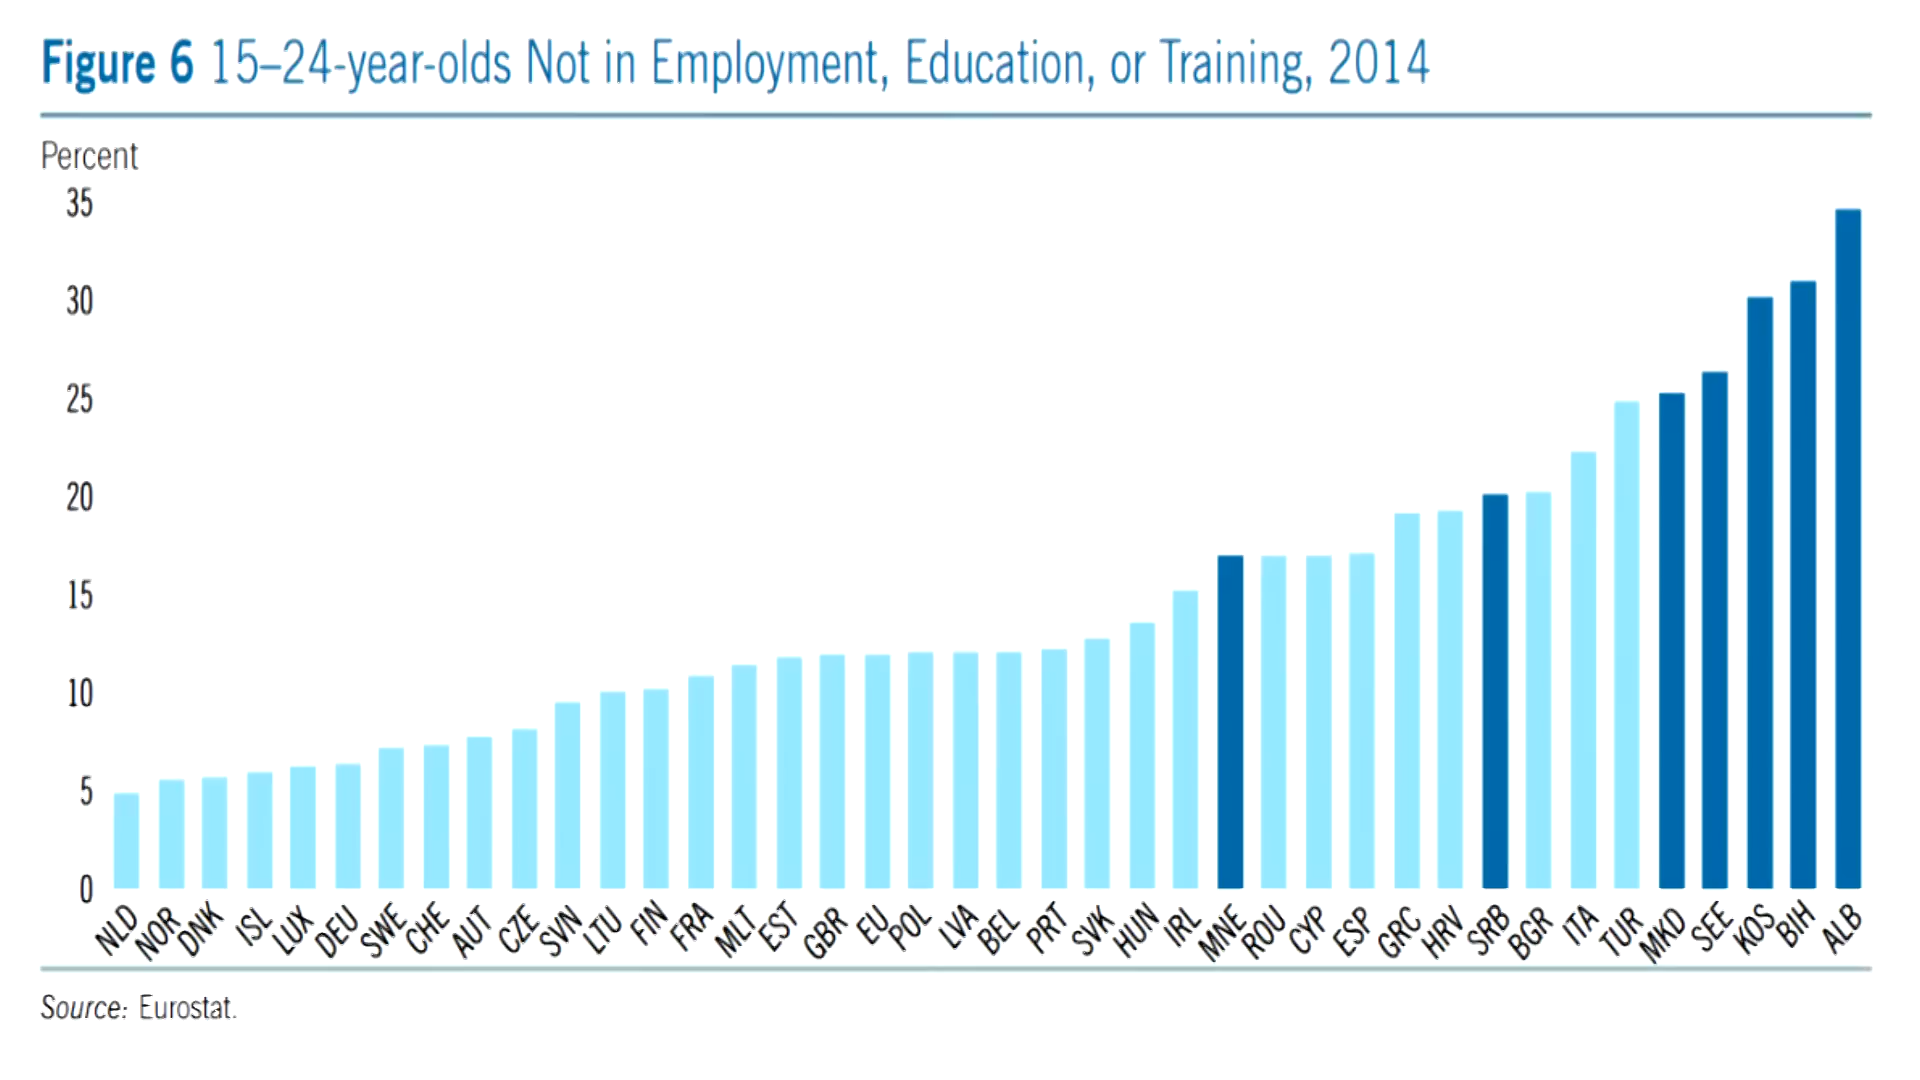 Figure 6 15–24-year-olds Not in Employment, Education, or Training, 2014
Percent
35
30
25
20
15
10
5
0
NLD NOR DNK ISL LUX DEU SWE CHE AUT CZE SVN LTU FIN FRA MLT EST GBR EU POL LVA BEL PRT SVK HUN IRL MNE ROU CYP ESP GRC HRV SRB BGR ITA TUR MKD SEE KOS BIH ALB
Source: Eurostat.